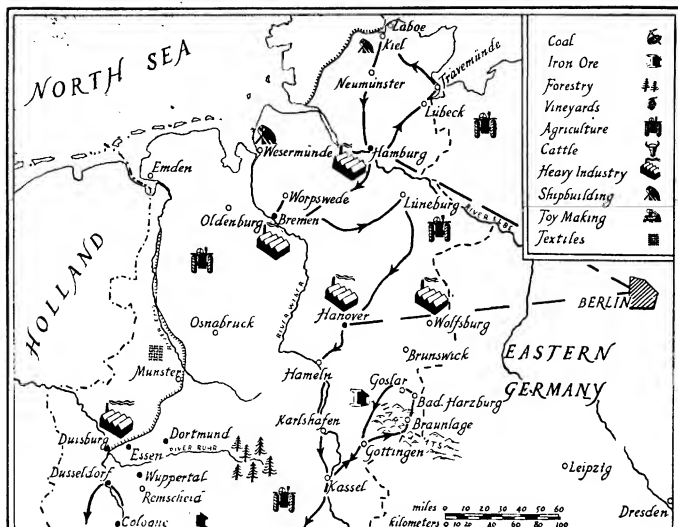 NORTH SEA
Laboe
Kiel
Neumünster
Travemünde
Lübeck
Wesermünde
Hamburg
Emden
Worpswede
Oldenburg
Bremen
Lüneburg
RIVER ELBE
HOLLAND
RIVER WESER
Hanover
Wolfsburg
BERLIN
Osnabruck
Brunswick
EASTERN
GERMANY
Munster
Hameln
Goslar
Bad Harzburg
Karlshafen
Braunlage
Duisburg
Dortmund
Essen
RIVER RUHR
Gottingen
Dusseldorf
Wuppertal
Remscheid
Kassel
Leipzig
Dresden
Cologne
miles 0 10 20 40 60
kilometers 0 10 20 40 60 80 100
Coal
Iron Ore
Forestry
Vineyards
Agriculture
Cattle
Heavy Industry
Shipbuilding
Toy Making
Textiles